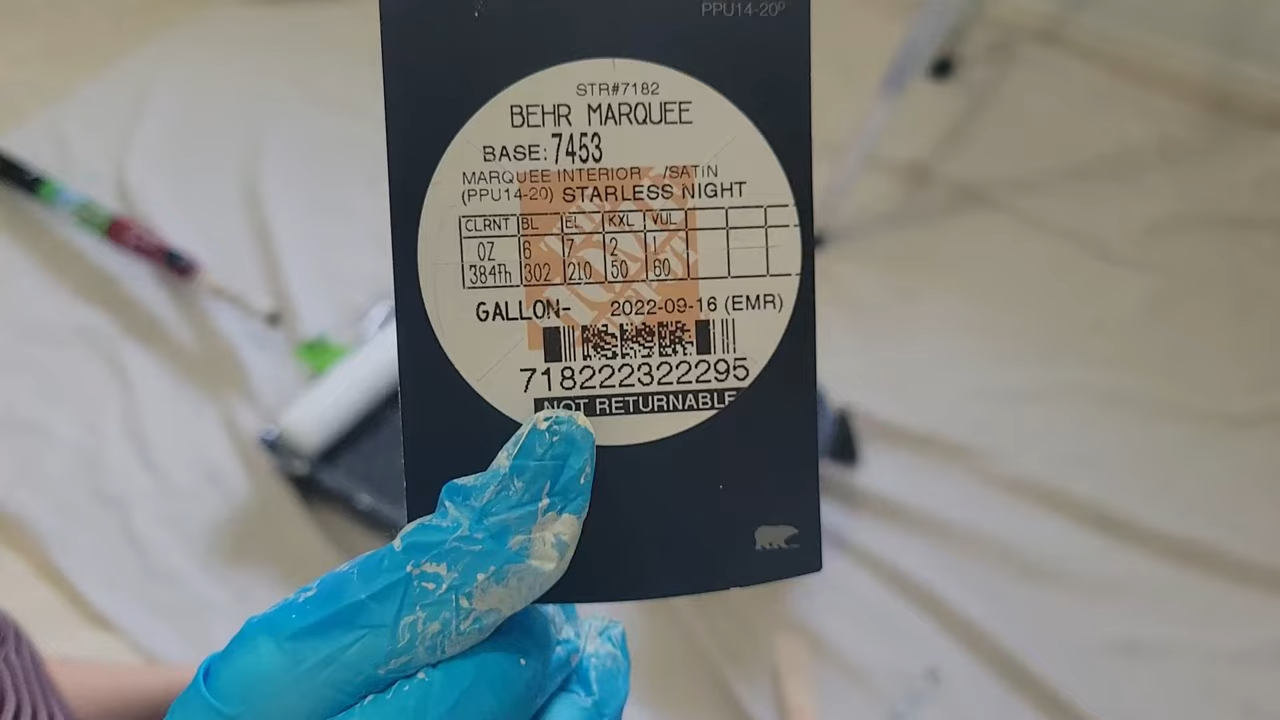 PPU14-20
STR#7182
BEHR MARQUEE
BASE: 7453
MARQUEE INTERIOR /SATIN
(PPU14-20) STARLESS NIGHT
CLRNT BL EL KXL VUL
OZ 6 7 2 1
384Th 302 210 50 60
GALLON- 2022-09-16 (EMR)
718222322295
NOT RETURNABLE